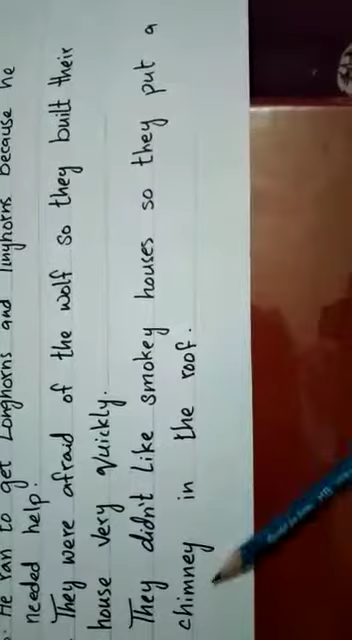 He ran to get Longhorns and Tinyhorns because he
needed help.
They were afraid of the wolf so they built their
house very quickly.
They didn't like smokey houses so they put a
chimney in the roof.